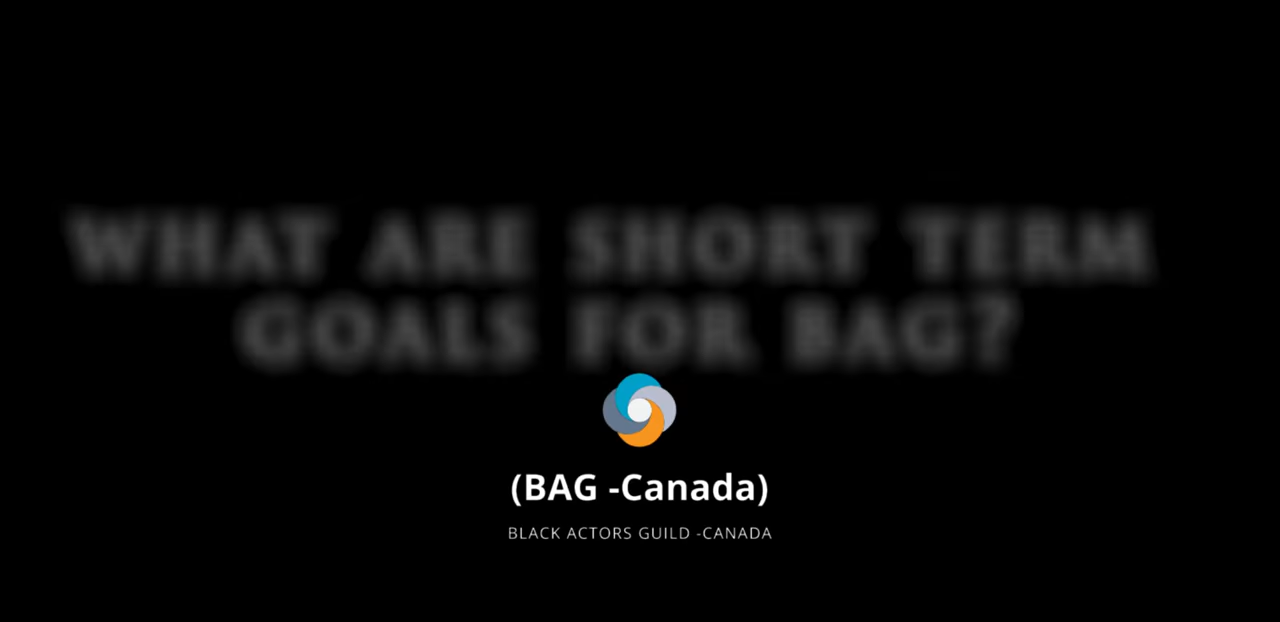 WHAT ARE SHORT TERM
GOALS FOR BAG?
(BAG -Canada)
BLACK ACTORS GUILD -CANADA